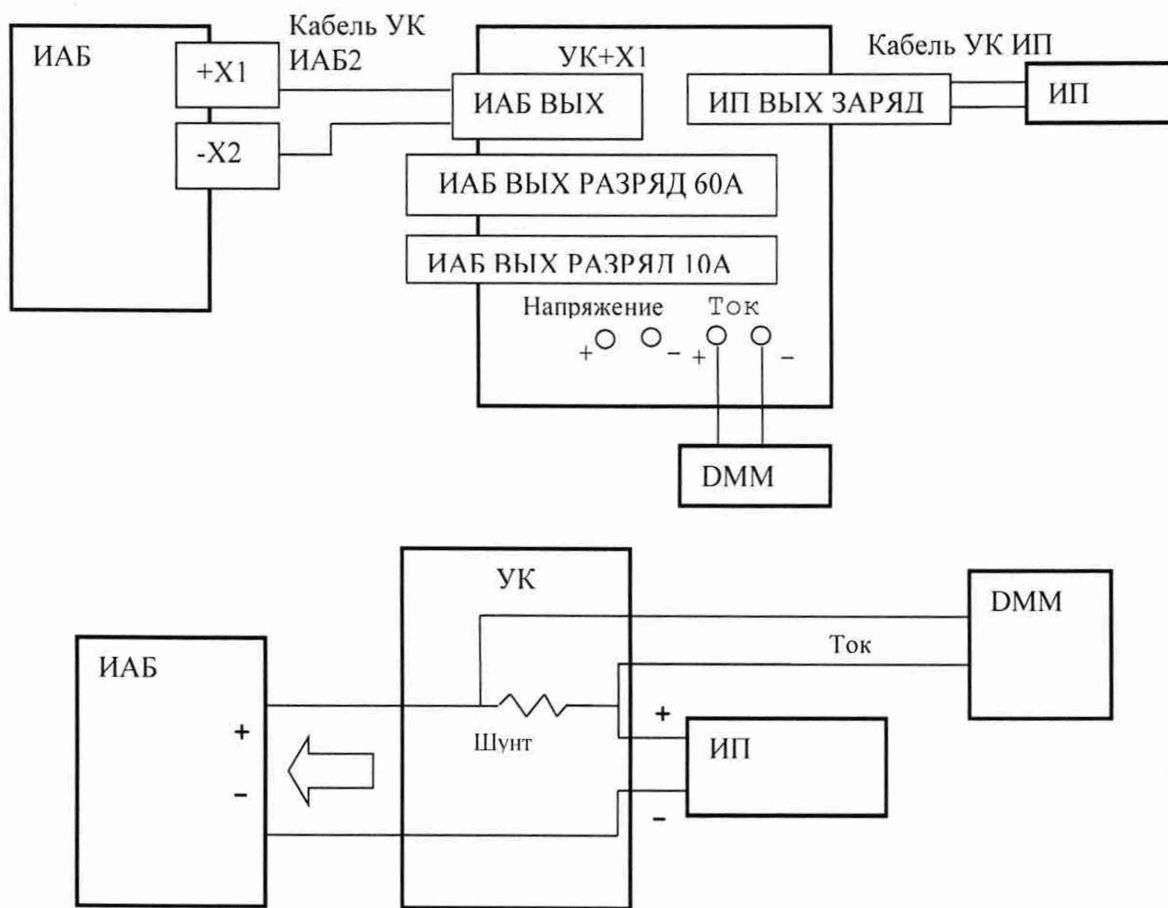 Кабель УК
ИАБ2
ИАБ
+X1
-X2
УК+X1
ИАБ ВЫХ
ИП ВЫХ ЗАРЯД
Кабель УК ИП
ИП
ИАБ ВЫХ РАЗРЯД 60А
ИАБ ВЫХ РАЗРЯД 10А
Напряжение
Ток
+
-
+
-
DMM
УК
DMM
Ток
ИАБ
+
-
Шунт
+
-
ИП